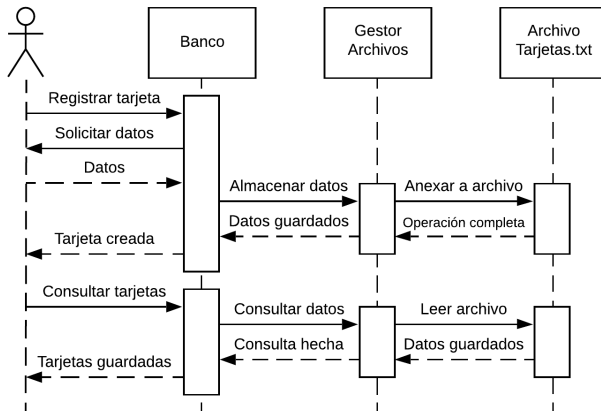 Banco
Gestor
Archivos
Archivo
Tarjetas.txt
Registrar tarjeta
Solicitar datos
Datos
Almacenar datos
Anexar a archivo
Datos guardados
Operación completa
Tarjeta creada
Consultar tarjetas
Consultar datos
Leer archivo
Consulta hecha
Datos guardados
Tarjetas guardadas